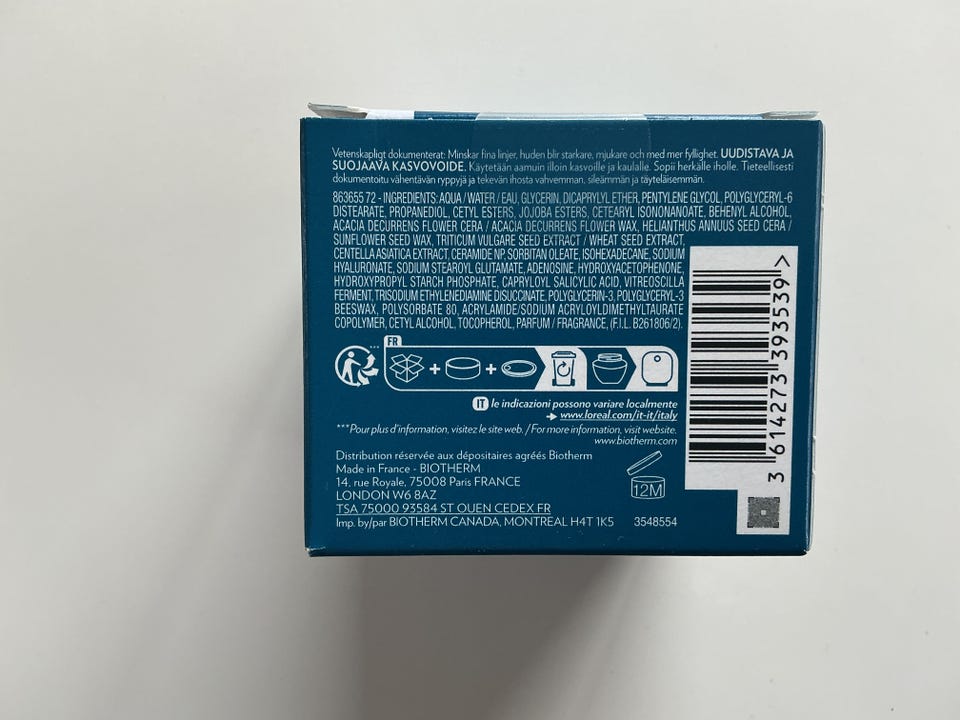 Vetenskapligt dokumenterat: Minskar fina linjer, huden blir starkare, mjukare och med mer fyllighet. UUDISTAVA JA
SUOJAAVA KASVOVOIDE. Käytetään aamuin illoin kasvoille ja kaulalle. Sopii herkälle iholle. Tieteellisesti
dokumentoitu vähentävän ryppyjä ja tekevän ihosta vahvemman, sileämmän ja täyteläisemmän.
863655 72 - INGREDIENTS: AQUA / WATER / EAU, GLYCERIN, DICAPRYLYL ETHER, PENTYLENE GLYCOL, POLYGLYCERYL-6
DISTEARATE, PROPANEDIOL, CETYL ESTERS, JOJOBA ESTERS, CETEARYL ISONONANOATE, BEHENYL ALCOHOL,
ACACIA DECURRENS FLOWER CERA / ACACIA DECURRENS FLOWER WAX, HELIANTHUS ANNUUS SEED CERA /
SUNFLOWER SEED WAX, TRITICUM VULGARE SEED EXTRACT / WHEAT SEED EXTRACT,
CENTELLA ASIATICA EXTRACT, CERAMIDE NP, SORBITAN OLEATE, ISOHEXADECANE, SODIUM
HYALURONATE, SODIUM STEAROYL GLUTAMATE, ADENOSINE, HYDROXYACETOPHENONE,
HYDROXYPROPYL STARCH PHOSPHATE, CAPRYLOYL SALICYLIC ACID, VITREOSCILLA
FERMENT, TRISODIUM ETHYLENEDIAMINE DISUCCINATE, POLYGLYCERIN-3, POLYGLYCERYL-3
BEESWAX, POLYSORBATE 80, ACRYLAMIDE/SODIUM ACRYLOYLDIMETHYLTAURATE
COPOLYMER, CETYL ALCOHOL, TOCOPHEROL, PARFUM / FRAGRANCE, (F.I.L. B261806/2).
FR
***
+ +
IT le indicazioni possono variare localmente
www.loreal.com/it-it/italy
***Pour plus d'information, visitez le site web. / For more information, visit website.
www.biotherm.com
Distribution réservée aux dépositaires agréés Biotherm
Made in France - BIOTHERM
14, rue Royale, 75008 Paris FRANCE
LONDON W6 8AZ
TSA 75000 93584 ST OUEN CEDEX FR
Imp. by/par BIOTHERM CANADA, MONTREAL H4T 1K5 3548554
12M
3 614273 393539 >